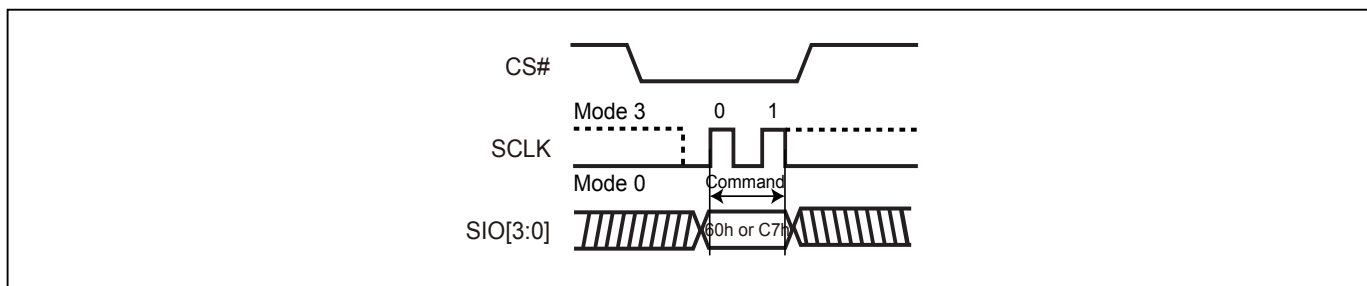 CS#
Mode 3 0 1
SCLK
Mode 0 Command
SIO[3:0] 60h or C7h